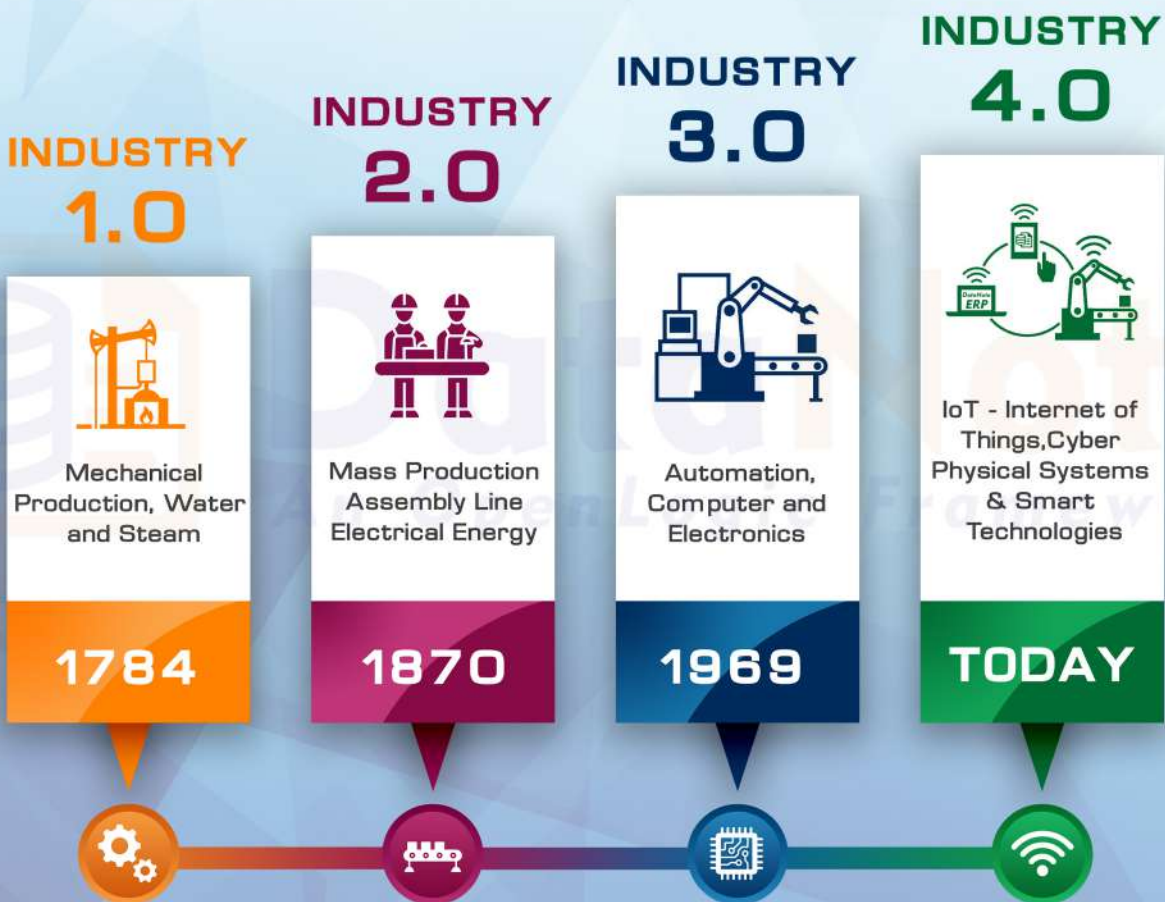 INDUSTRY
1.0
Mechanical
Production, Water
and Steam
1784
INDUSTRY
2.0
Mass Production
Assembly Line
Electrical Energy
1870
INDUSTRY
3.0
Automation,
Computer and
Electronics
1969
INDUSTRY
4.0
DataNote
ERP
IoT - Internet of
Things,Cyber
Physical Systems
& Smart
Technologies
TODAY